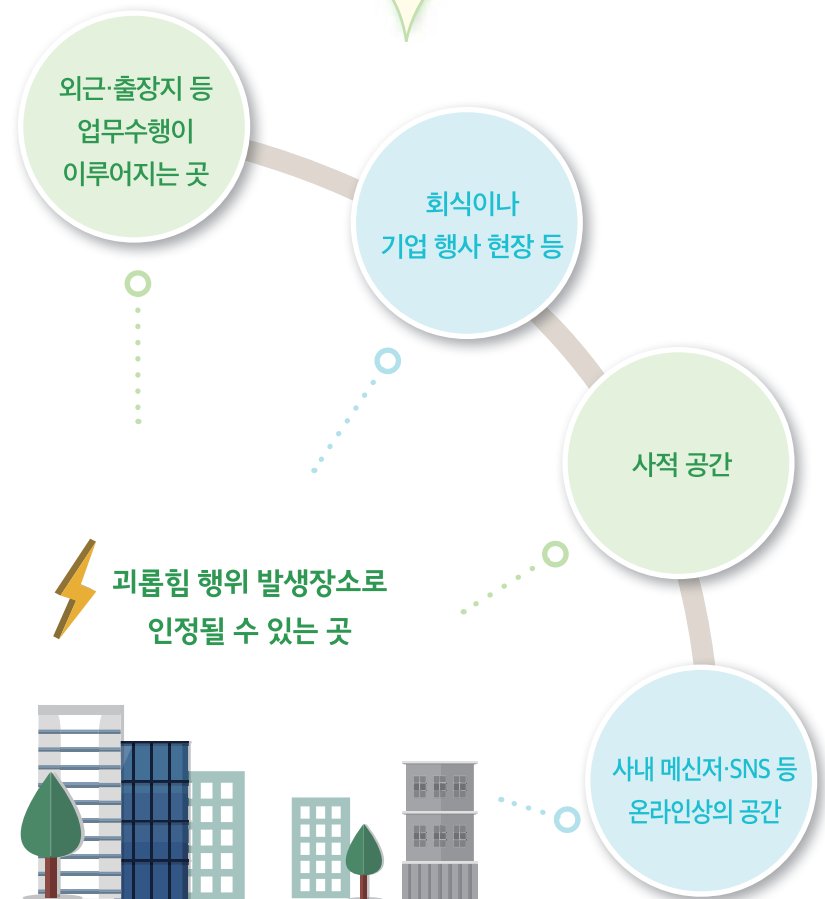 외근·출장지 등
업무수행이
이루어지는 곳
회식이나
기업 행사 현장 등
사적 공간
괴롭힘 행위 발생장소로
인정될 수 있는 곳
사내 메신저·SNS 등
온라인상의 공간